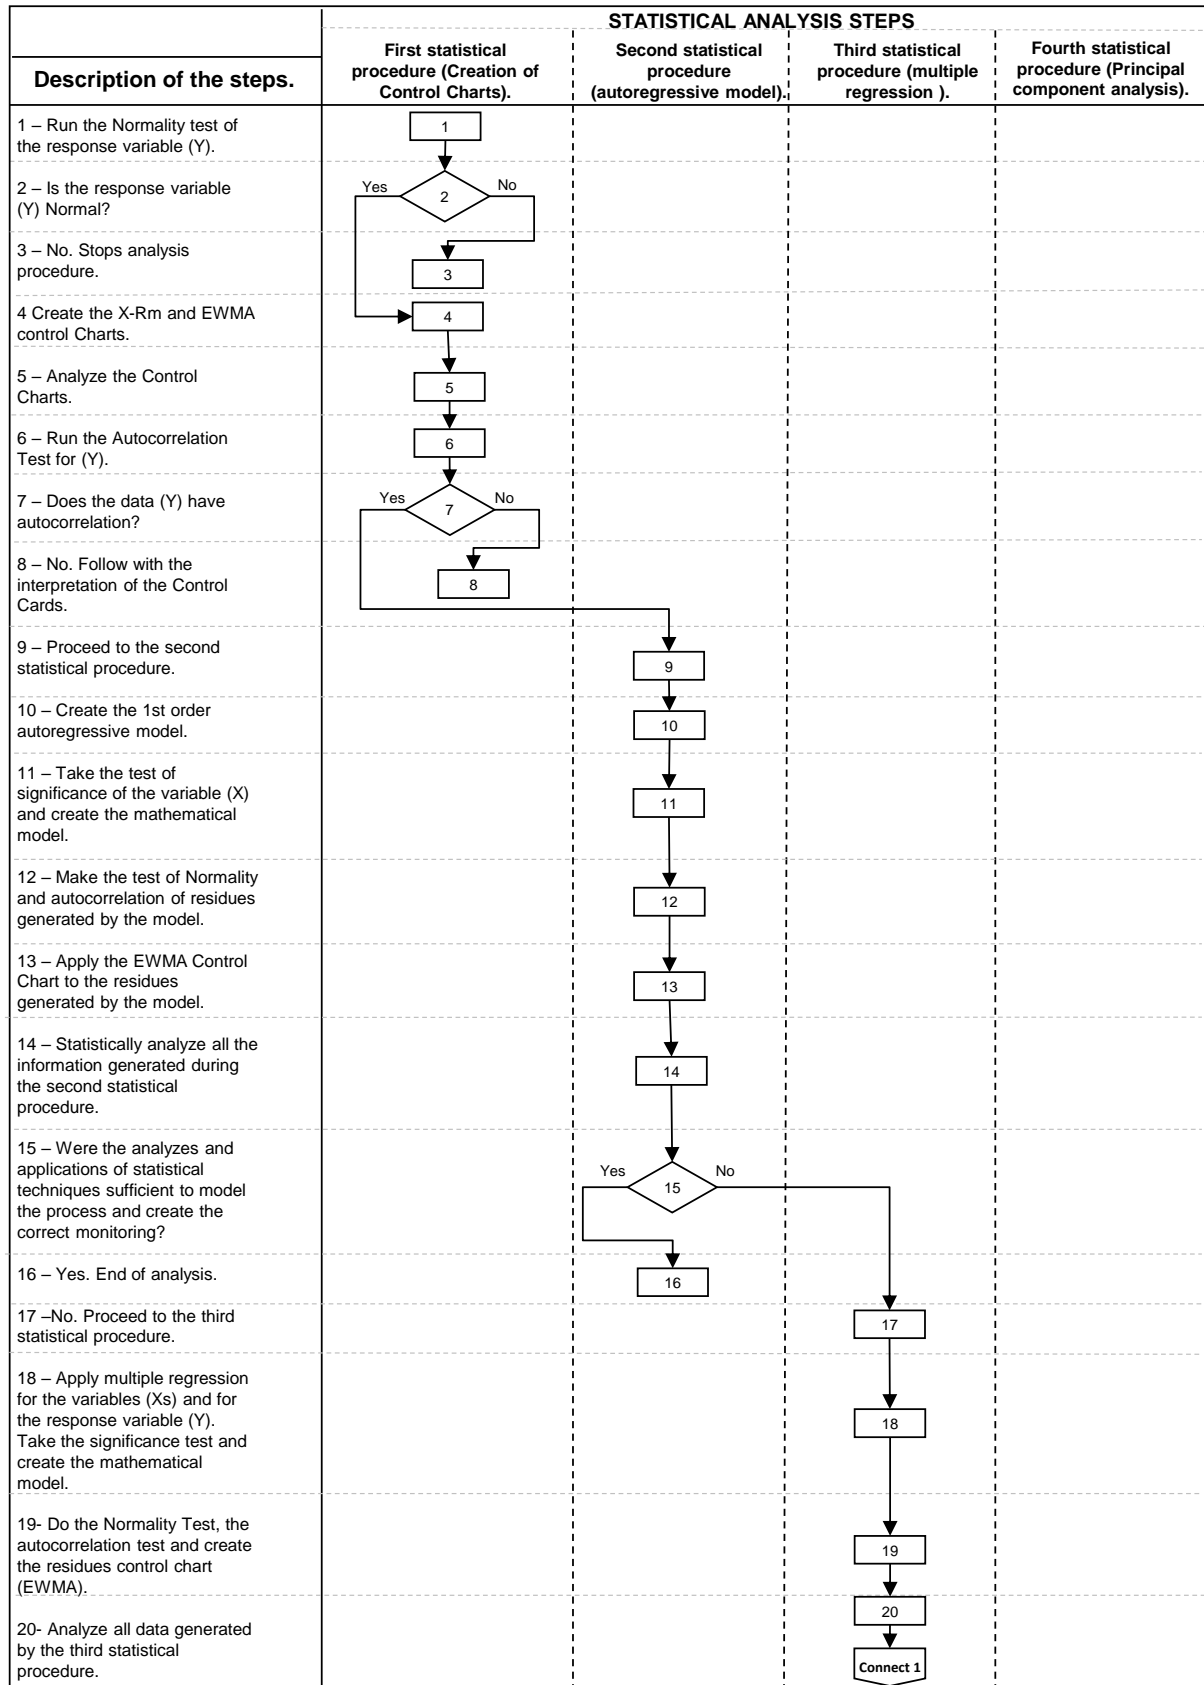 STATISTICAL ANALYSIS STEPS
Description of the steps.
First statistical
procedure (Creation of
Control Charts).
Second statistical
procedure
(autoregressive model).
Third statistical
procedure (multiple
regression ).
Fourth statistical
procedure (Principal
component analysis).
1 – Run the Normality test of
the response variable (Y).
1
2 – Is the response variable
(Y) Normal?
Yes
No
2
3 – No. Stops analysis
procedure.
3
4 Create the X-Rm and EWMA
control Charts.
4
5 – Analyze the Control
Charts.
5
6 – Run the Autocorrelation
Test for (Y).
6
7 – Does the data (Y) have
autocorrelation?
Yes
No
7
8 – No. Follow with the
interpretation of the Control
Cards.
8
9 – Proceed to the second
statistical procedure.
9
10 – Create the 1st order
autoregressive model.
10
11 – Take the test of
significance of the variable (X)
and create the mathematical
model.
11
12 – Make the test of Normality
and autocorrelation of residues
generated by the model.
12
13 – Apply the EWMA Control
Chart to the residues
generated by the model.
13
14 – Statistically analyze all the
information generated during
the second statistical
procedure.
14
15 – Were the analyzes and
applications of statistical
techniques sufficient to model
the process and create the
correct monitoring?
Yes
No
15
16 – Yes. End of analysis.
16
17 –No. Proceed to the third
statistical procedure.
17
18 – Apply multiple regression
for the variables (Xs) and for
the response variable (Y).
Take the significance test and
create the mathematical
model.
18
19- Do the Normality Test, the
autocorrelation test and create
the residues control chart
(EWMA).
19
20- Analyze all data generated
by the third statistical
procedure.
20
Connect 1